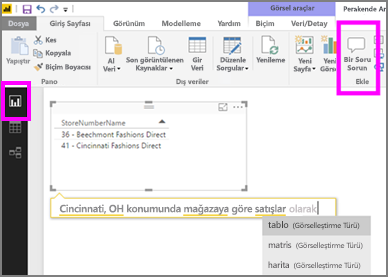 Görsel araçlar
Perakende An
Dosya
Giriş Sayfası
Görünüm
Modelleme
Yardım
Biçim
Veri/Detay
Yapıştır
Kes
Kopyala
Biçim Boyacısı
Pano
AI
Veri
Son görüntülenen
Kaynaklar
Gir
Veri
Düzenle
Sorgular
Dış veriler
Yenileme
Yeni
Sayfa
Yeni
Bir Soru
Sorun
Ekle
StoreNumberName
36 - Beechmont Fashions Direct
41 - Cincinnati Fashions Direct
Cincinnati, OH konumunda mağazaya göre satışlar olarak
tablo (Görselleştirme Türü)
matris (Görselleştirme Türü)
harita (Görselleştirme Türü)